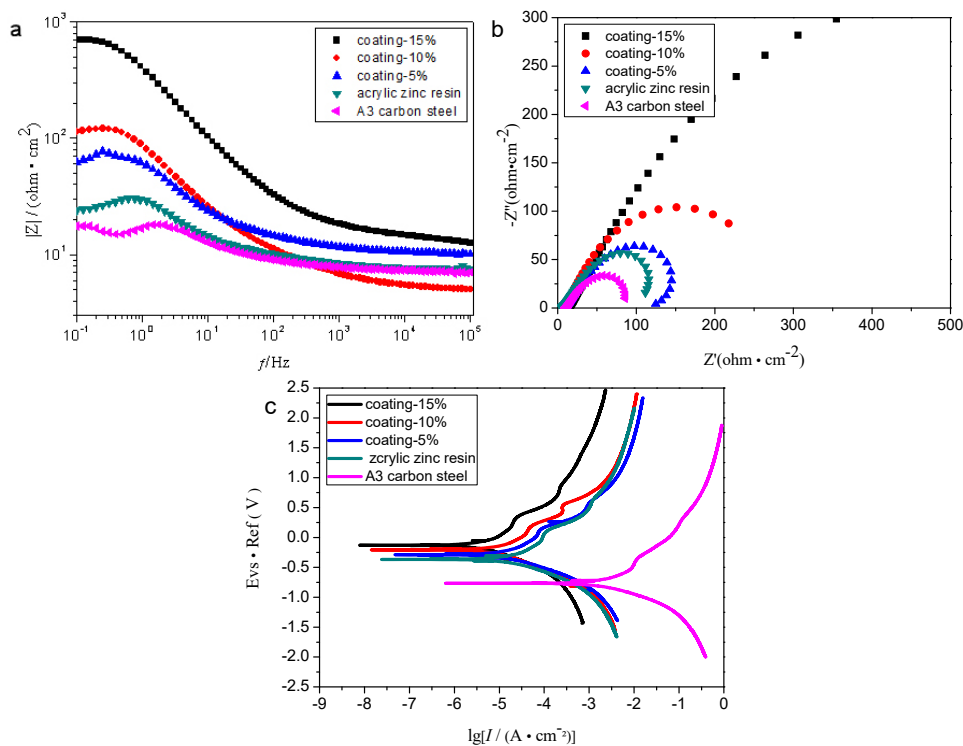 a
10³
10²
10¹
|Z| / (ohm • cm⁻²)
coating-15%
coating-10%
coating-5%
acrylic zinc resin
A3 carbon steel
10⁻¹ 10⁰ 10¹ 10² 10³ 10⁴ 10⁵
f/Hz
b
300
250
200
150
100
50
0
-Z''(ohm•cm⁻²)
coating-15%
coating-10%
coating-5%
acrylic zinc resin
A3 carbon steel
0 100 200 300 400 500
Z'(ohm • cm⁻²)
c
2.5
2.0
1.5
1.0
0.5
0.0
-0.5
-1.0
-1.5
-2.0
-2.5
Evs • Ref ( V )
coating-15%
coating-10%
coating-5%
zcrylic zinc resin
A3 carbon steel
-9 -8 -7 -6 -5 -4 -3 -2 -1 0
lg[I / (A • cm⁻²)]